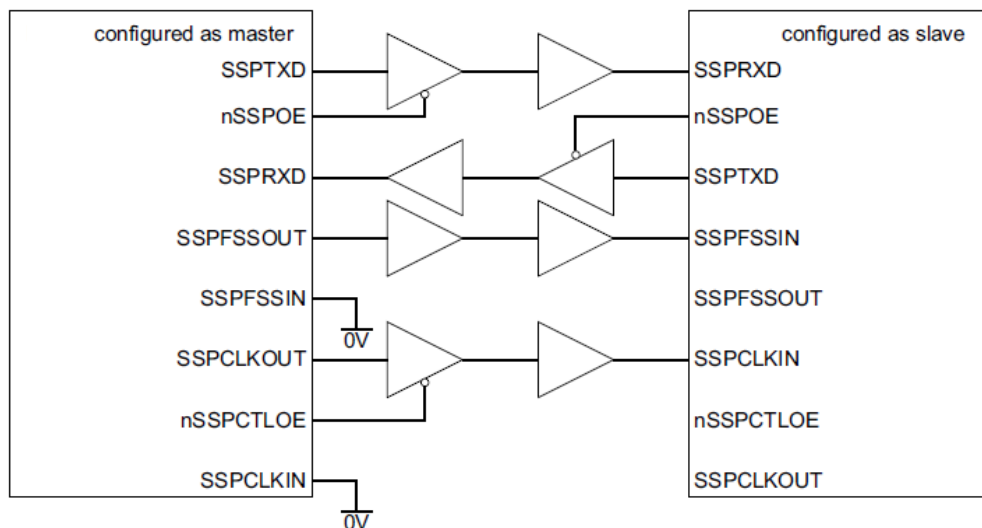 configured as master
SSPTXD
nSSPOE
SSPRXD
SSPFSSOUT
SSPFSSIN
0V
SSPCLKOUT
nSSPCTLOE
SSPCLKIN
0V
configured as slave
SSPRXD
nSSPOE
SSPTXD
SSPFSSIN
SSPFSSOUT
SSPCLKIN
nSSPCTLOE
SSPCLKOUT